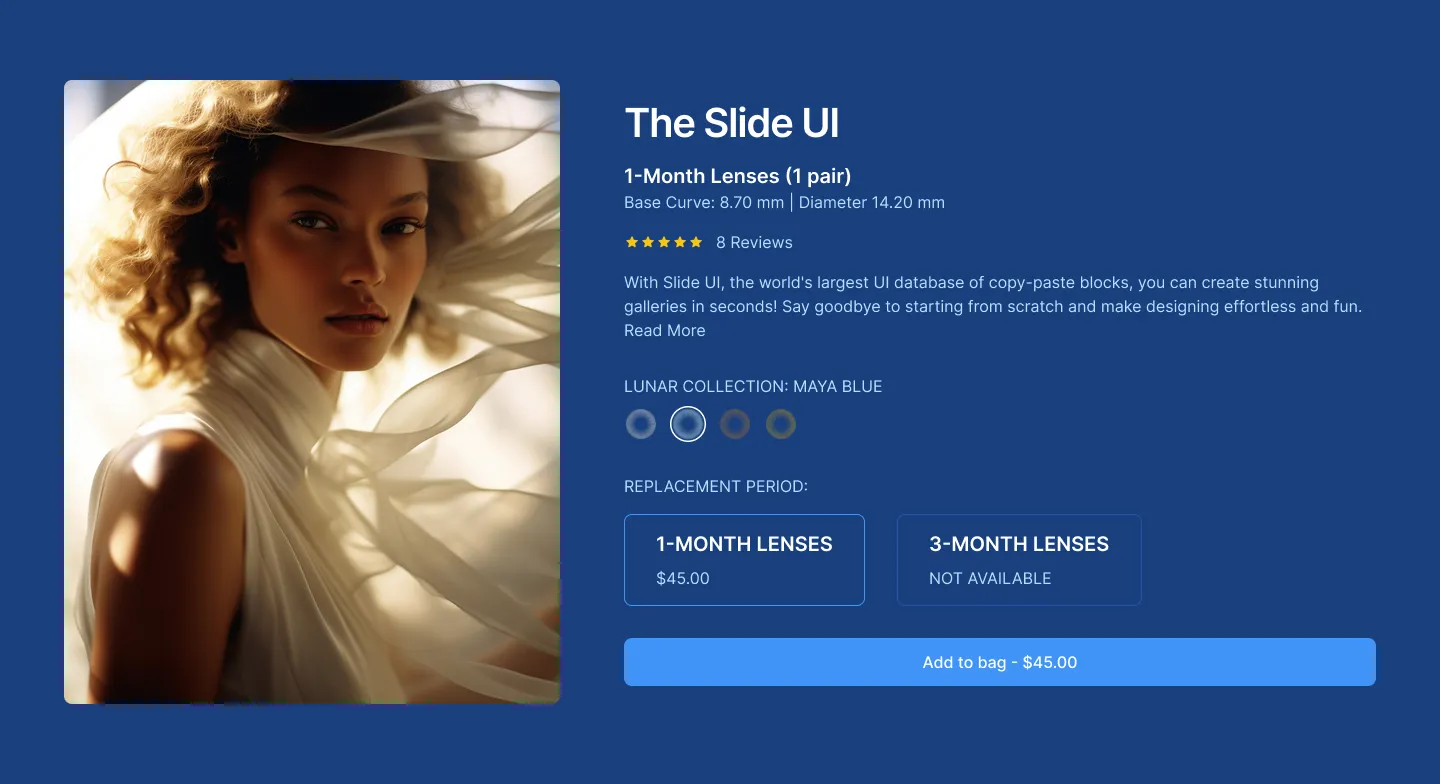 The Slide UI
1-Month Lenses (1 pair)
Base Curve: 8.70 mm | Diameter 14.20 mm
8 Reviews
With Slide UI, the world's largest UI database of copy-paste blocks, you can create stunning
galleries in seconds! Say goodbye to starting from scratch and make designing effortless and fun.
Read More
LUNAR COLLECTION: MAYA BLUE
REPLACEMENT PERIOD:
1-MONTH LENSES
$45.00
3-MONTH LENSES
NOT AVAILABLE
Add to bag - $45.00